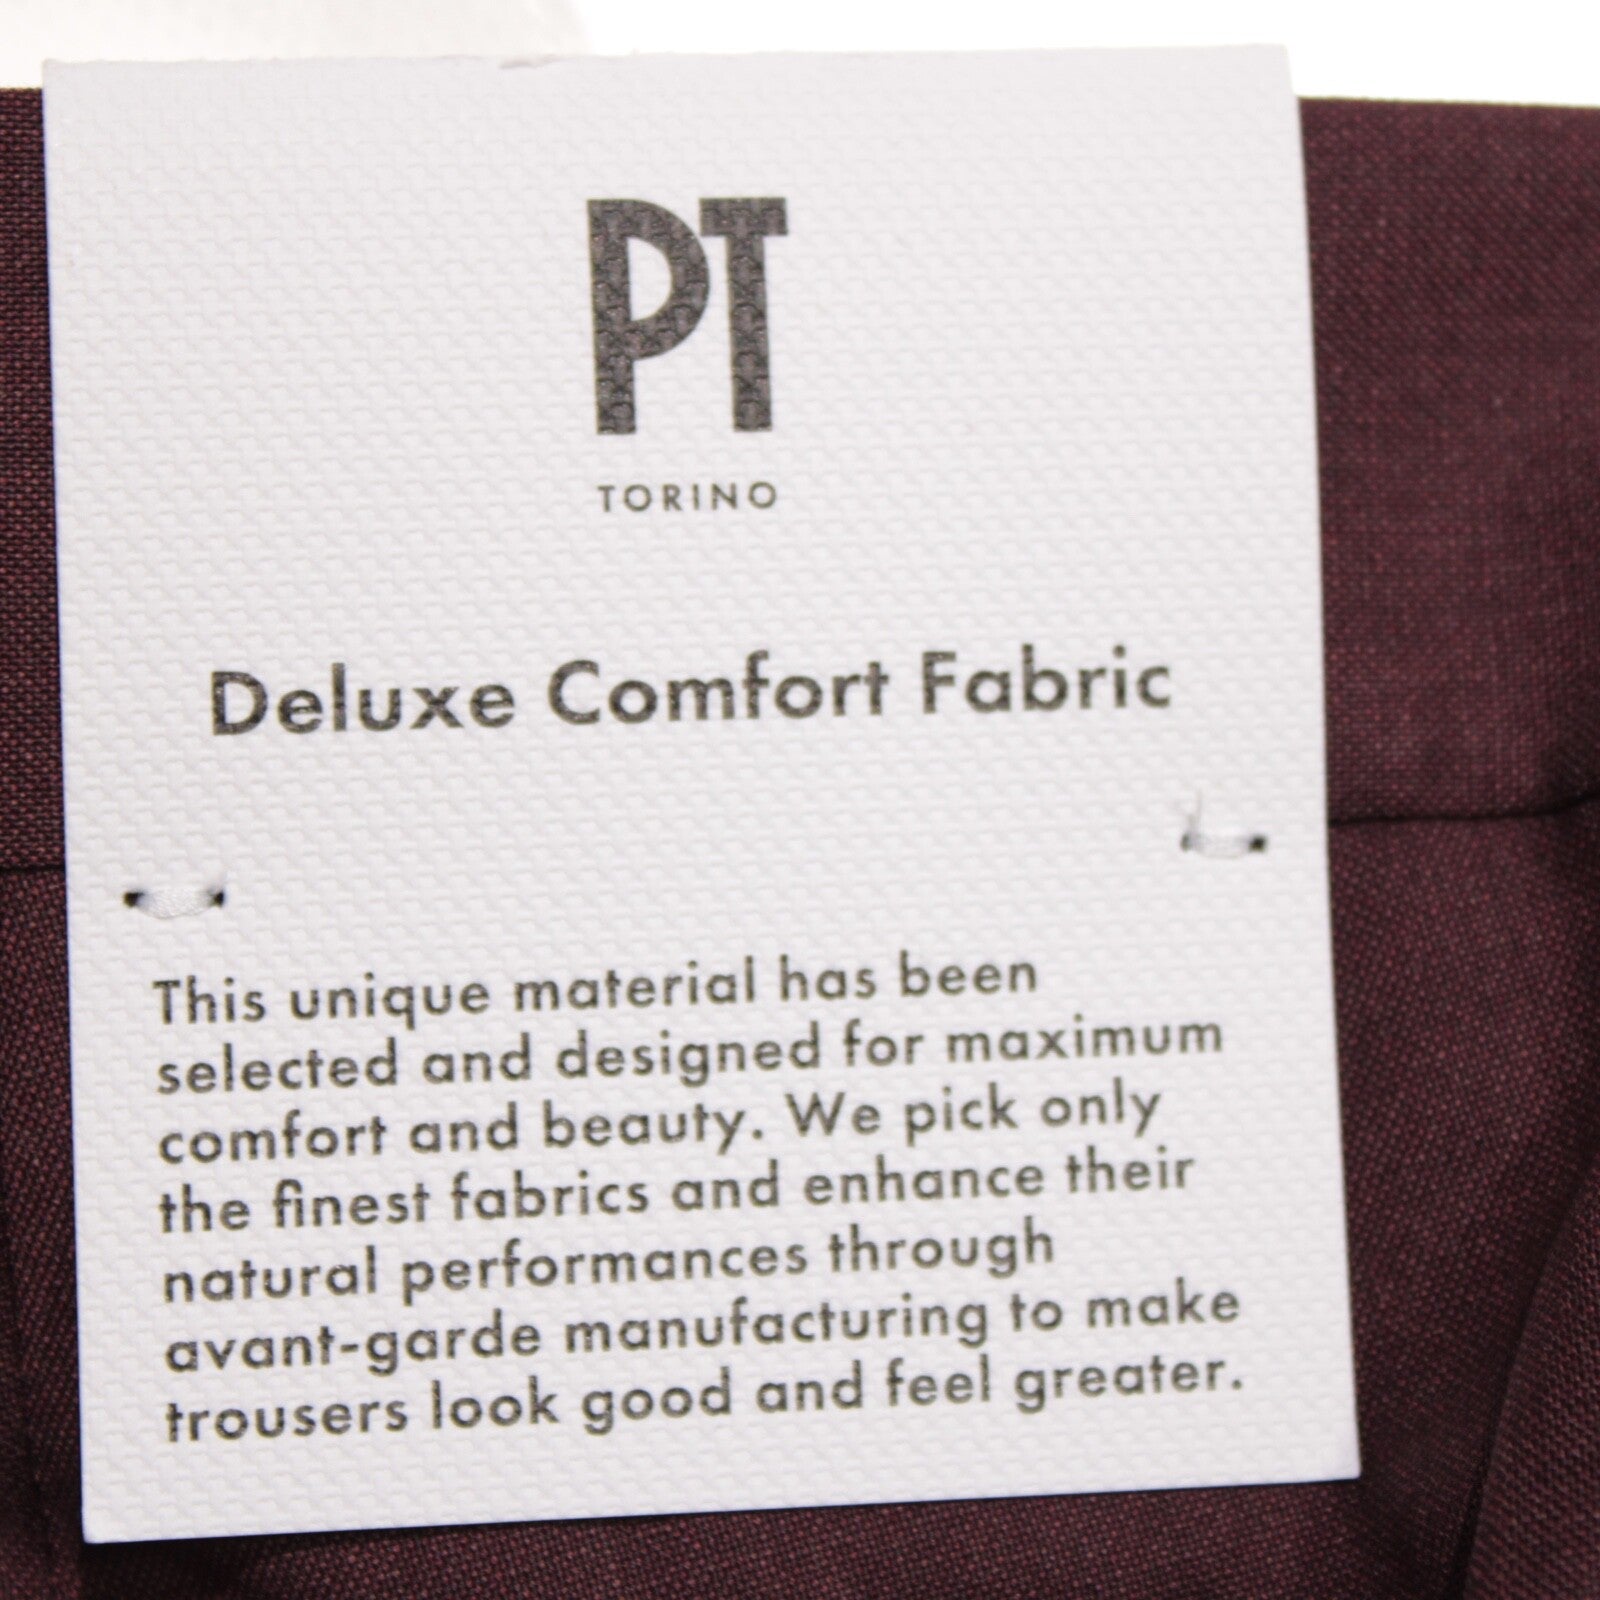 PT
TORINO
Deluxe Comfort Fabric
This unique material has been
selected and designed for maximum
comfort and beauty. We pick only
the finest fabrics and enhance their
natural performances through
avant-garde manufacturing to make
trousers look good and feel greater.